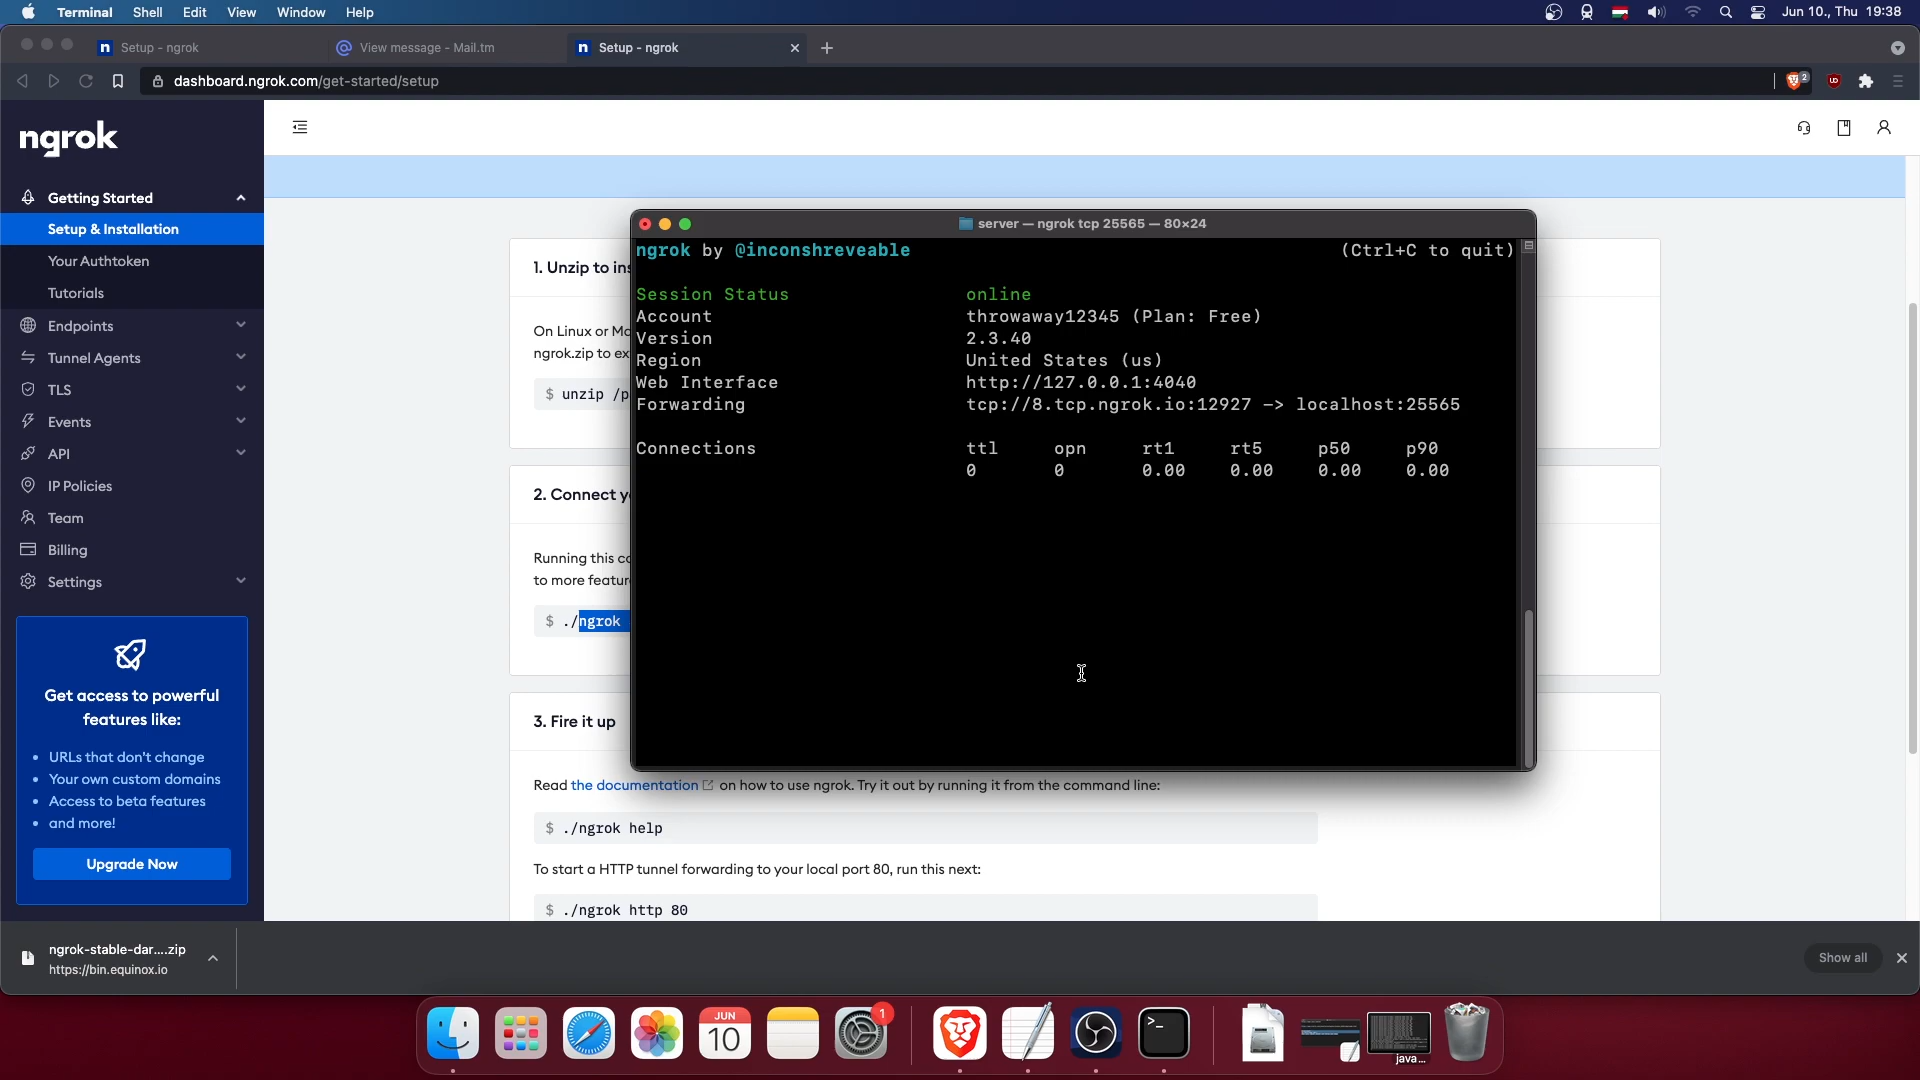 Terminal Shell Edit View Window Help
Jun 10., Thu 19:38
Setup - ngrok
View message - Mail.tm
Setup - ngrok
dashboard.ngrok.com/get-started/setup
2
ngrok
Getting Started
Setup & Installation
Your Authtoken
Tutorials
Endpoints
Tunnel Agents
TLS
Events
API
IP Policies
Team
Billing
Settings
Get access to powerful
features like:
• URLs that don't change
• Your own custom domains
• Access to beta features
• and more!
Upgrade Now
1. Unzip to ins
On Linux or Ma
ngrok.zip to ex
$ unzip /p
2. Connect yo
Running this co
to more featur
$ ./ngrok
3. Fire it up
Read the documentation on how to use ngrok. Try it out by running it from the command line:
$ ./ngrok help
To start a HTTP tunnel forwarding to your local port 80, run this next:
$ ./ngrok http 80
server — ngrok tcp 25565 — 80×24
ngrok by @inconshreveable (Ctrl+C to quit)
Session Status online
Account throwaway12345 (Plan: Free)
Version 2.3.40
Region United States (us)
Web Interface http://127.0.0.1:4040
Forwarding tcp://8.tcp.ngrok.io:12927 -> localhost:25565
Connections ttl opn rt1 rt5 p50 p90
0 0 0.00 0.00 0.00 0.00
ngrok-stable-dar....zip
https://bin.equinox.io
Show all
JUN
10
1
>_
java...